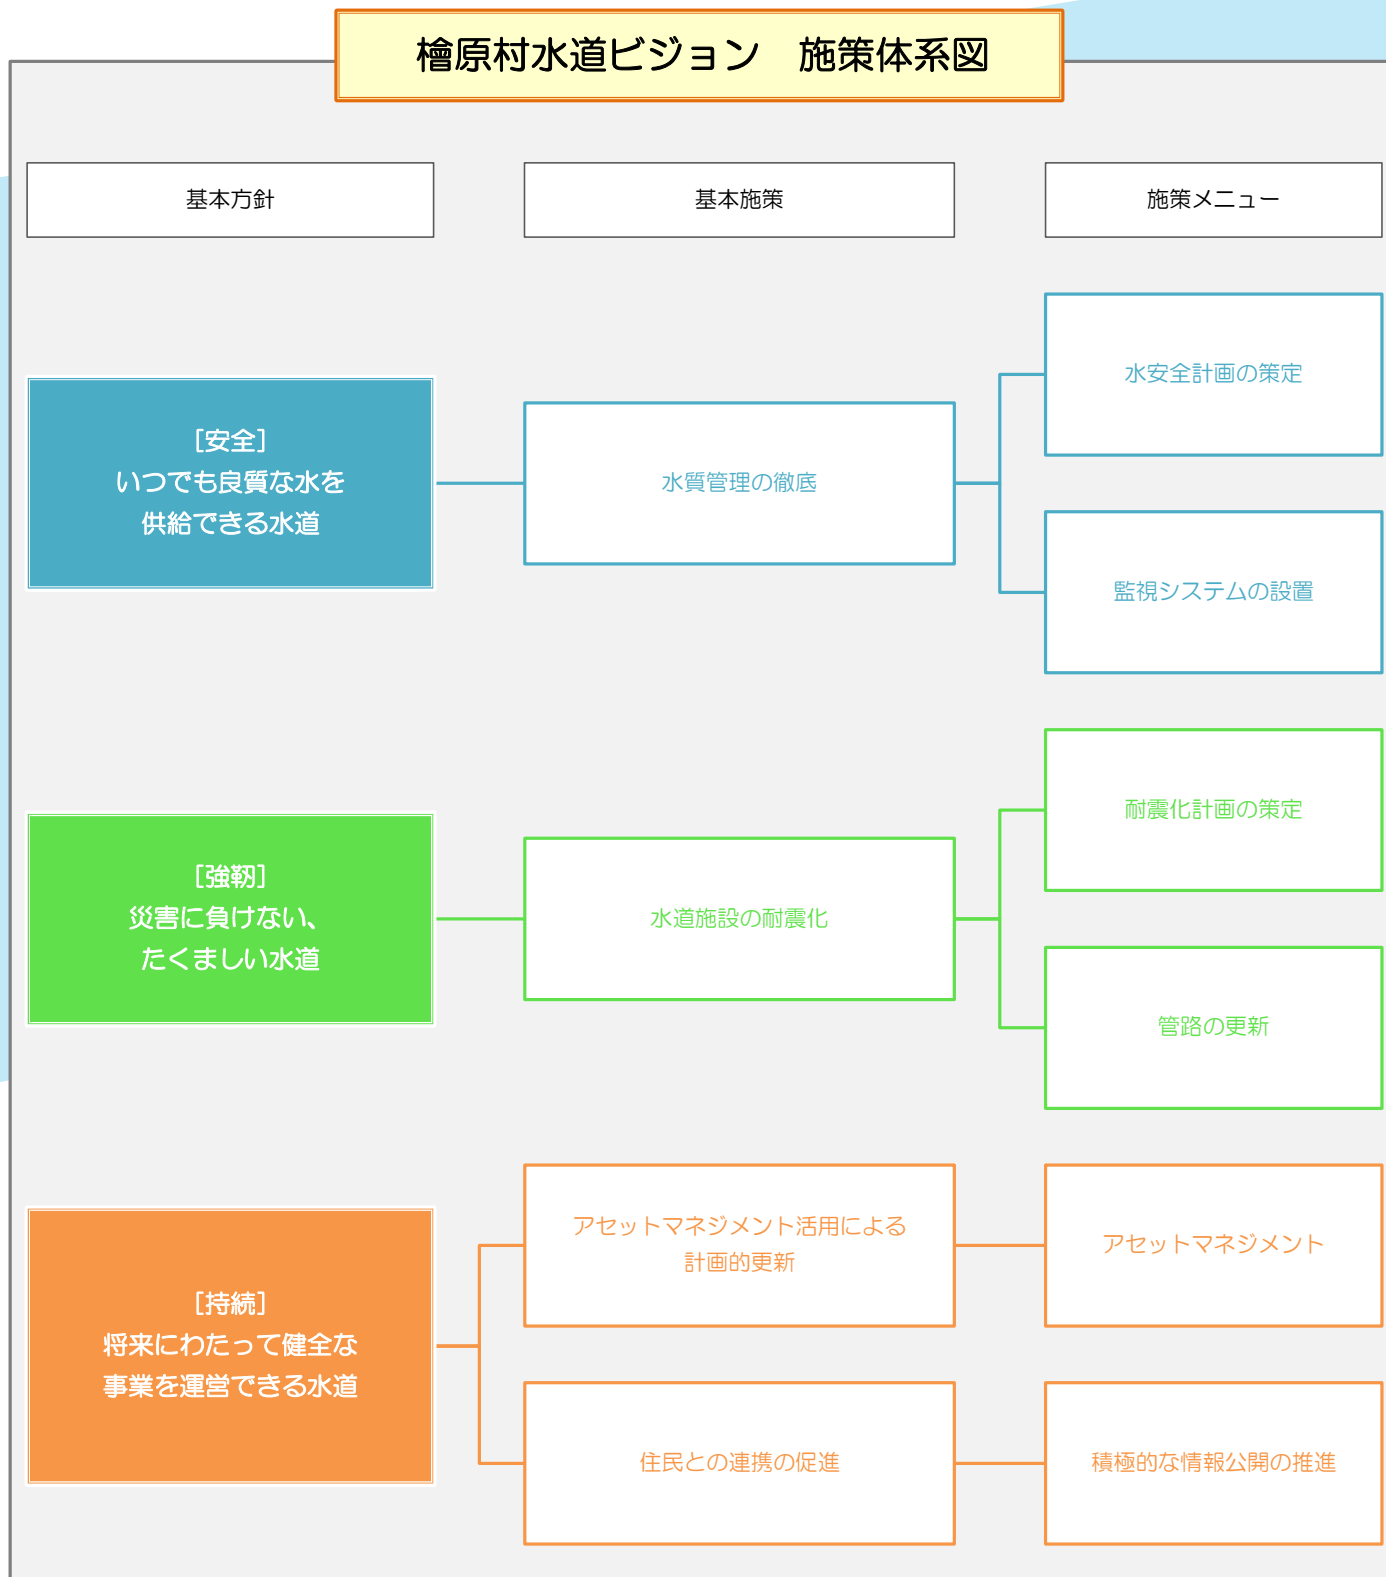 檜原村水道ビジョン　施策体系図
基本方針
基本施策
施策メニュー
[安全]
いつでも良質な水を
供給できる水道
水質管理の徹底
水安全計画の策定
監視システムの設置
[強靭]
災害に負けない、
たくましい水道
水道施設の耐震化
耐震化計画の策定
管路の更新
[持続]
将来にわたって健全な
事業を運営できる水道
アセットマネジメント活用による
計画的更新
アセットマネジメント
住民との連携の促進
積極的な情報公開の推進